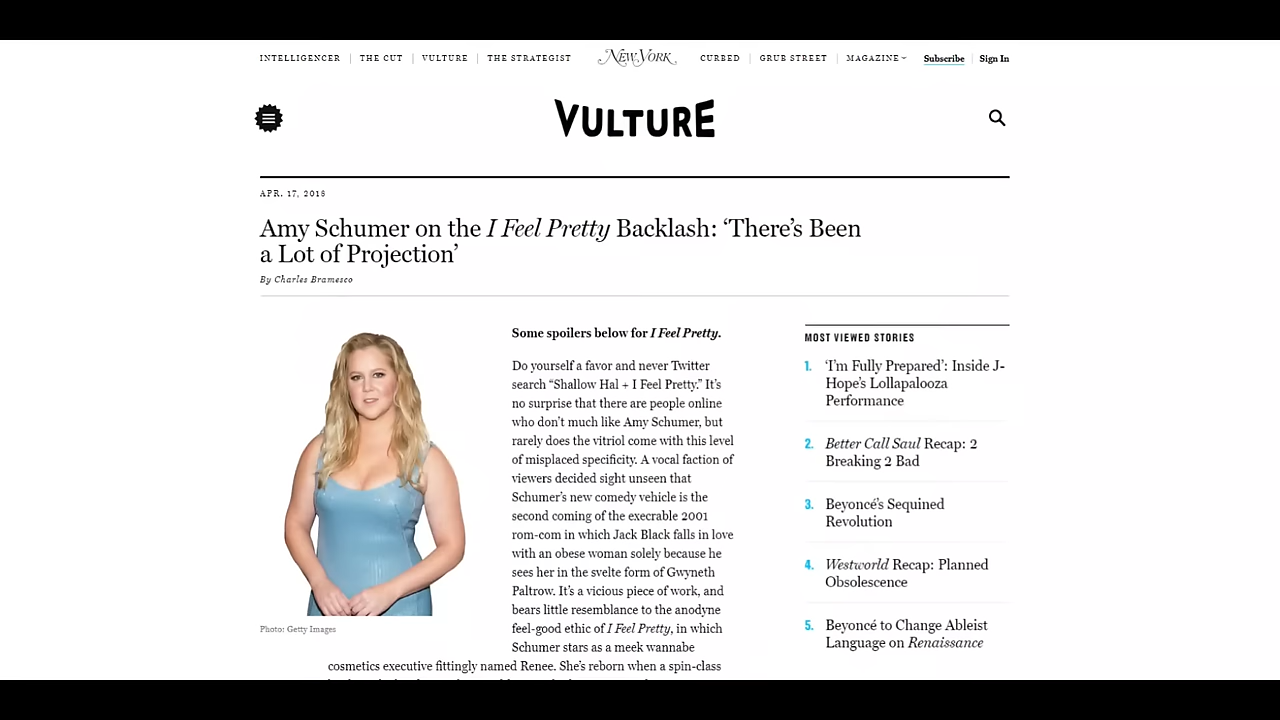 INTELLIGENCER | THE CUT | VULTURE | THE STRATEGIST NEW YORK CURBED | GRUB STREET | MAGAZINE Subscribe | Sign In
VULTURE
APR. 17, 2018
Amy Schumer on the I Feel Pretty Backlash: ‘There’s Been
a Lot of Projection’
By Charles Bramesco
Photo: Getty Images
Some spoilers below for I Feel Pretty.
Do yourself a favor and never Twitter
search “Shallow Hal + I Feel Pretty.” It’s
no surprise that there are people online
who don’t much like Amy Schumer, but
rarely does the vitriol come with this level
of misplaced specificity. A vocal faction of
viewers decided sight unseen that
Schumer’s new comedy vehicle is the
second coming of the execrable 2001
rom-com in which Jack Black falls in love
with an obese woman solely because he
sees her in the svelte form of Gwyneth
Paltrow. It’s a vicious piece of work, and
bears little resemblance to the anodyne
feel-good ethic of I Feel Pretty, in which
Schumer stars as a meek wannabe
cosmetics executive fittingly named Renee. She’s reborn when a spin-class
MOST VIEWED STORIES
1. ‘I’m Fully Prepared’: Inside J-
Hope’s Lollapalooza
Performance
2. Better Call Saul Recap: 2
Breaking 2 Bad
3. Beyoncé’s Sequined
Revolution
4. Westworld Recap: Planned
Obsolescence
5. Beyoncé to Change Ableist
Language on Renaissance